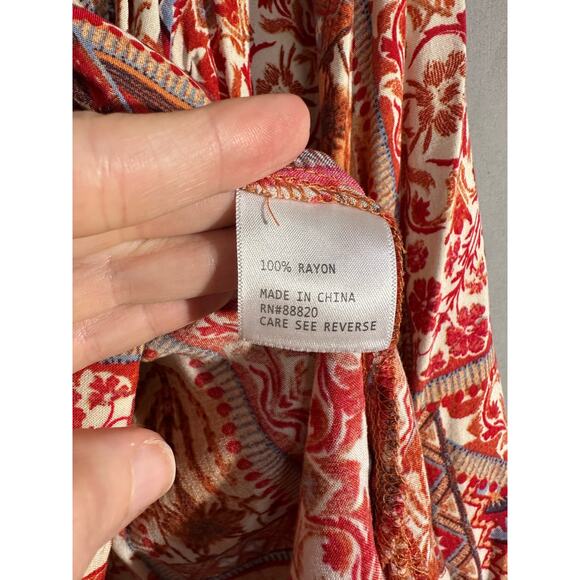 100% RAYON
MADE IN CHINA
RN#88820
CARE SEE REVERSE